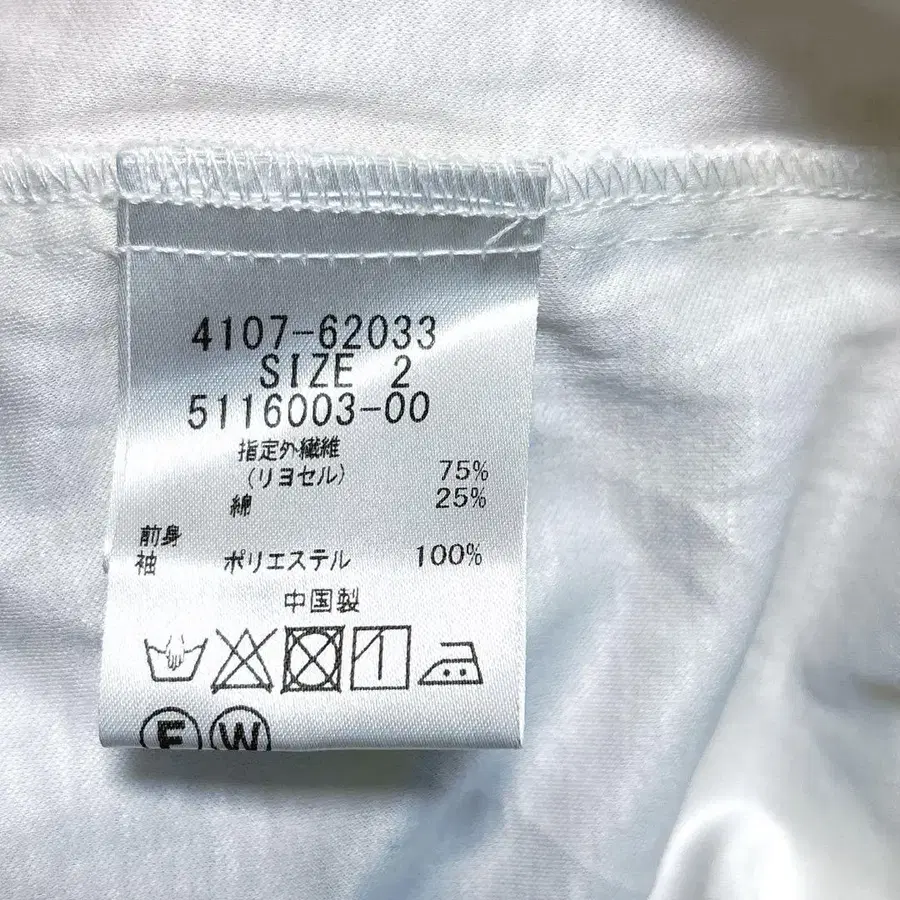 4107-62033
SIZE 2
5116003-00
指定外繊維
(リヨセル) 75%
綿 25%
前身
袖 ポリエステル 100%
中国製
F W